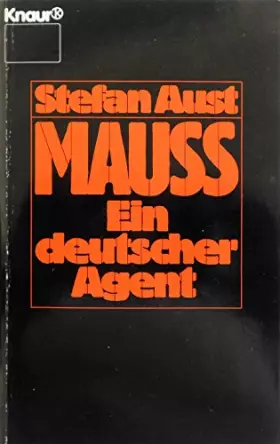 Knaur®
Stefan Aust
MAUSS
Ein
deutscher
Agent